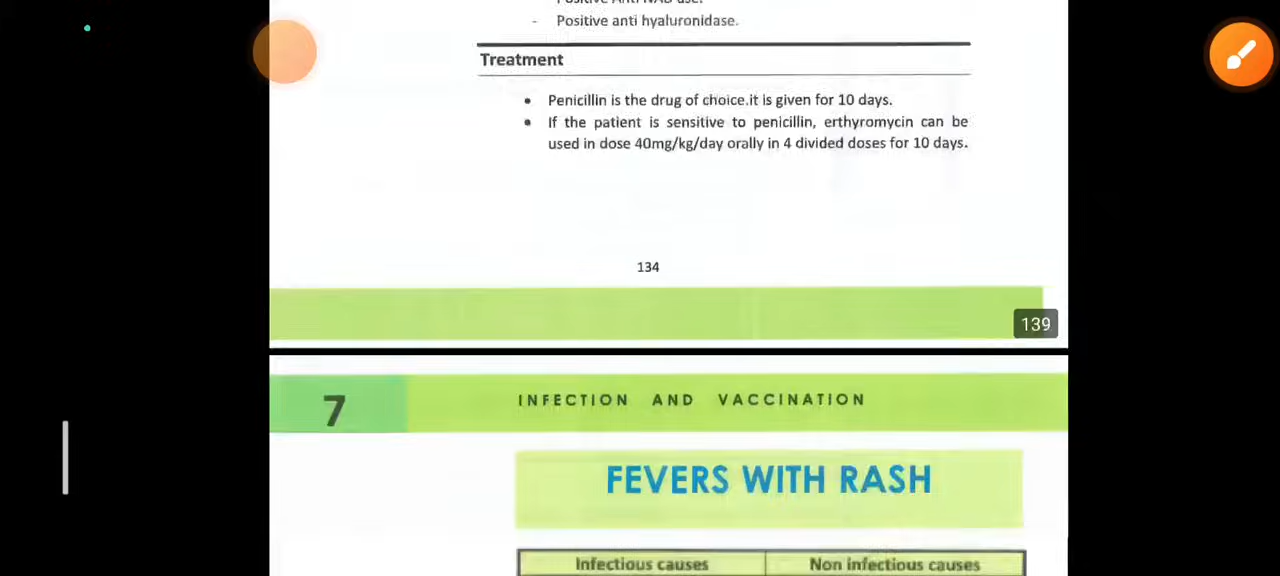 - Positive anti hyaluronidase.
Treatment
• Penicillin is the drug of choice.it is given for 10 days.
• If the patient is sensitive to penicillin, erthyromycin can be
used in dose 40mg/kg/day orally in 4 divided doses for 10 days.
134
139
7
INFECTION AND VACCINATION
FEVERS WITH RASH
Infectious causes
Non infectious causes